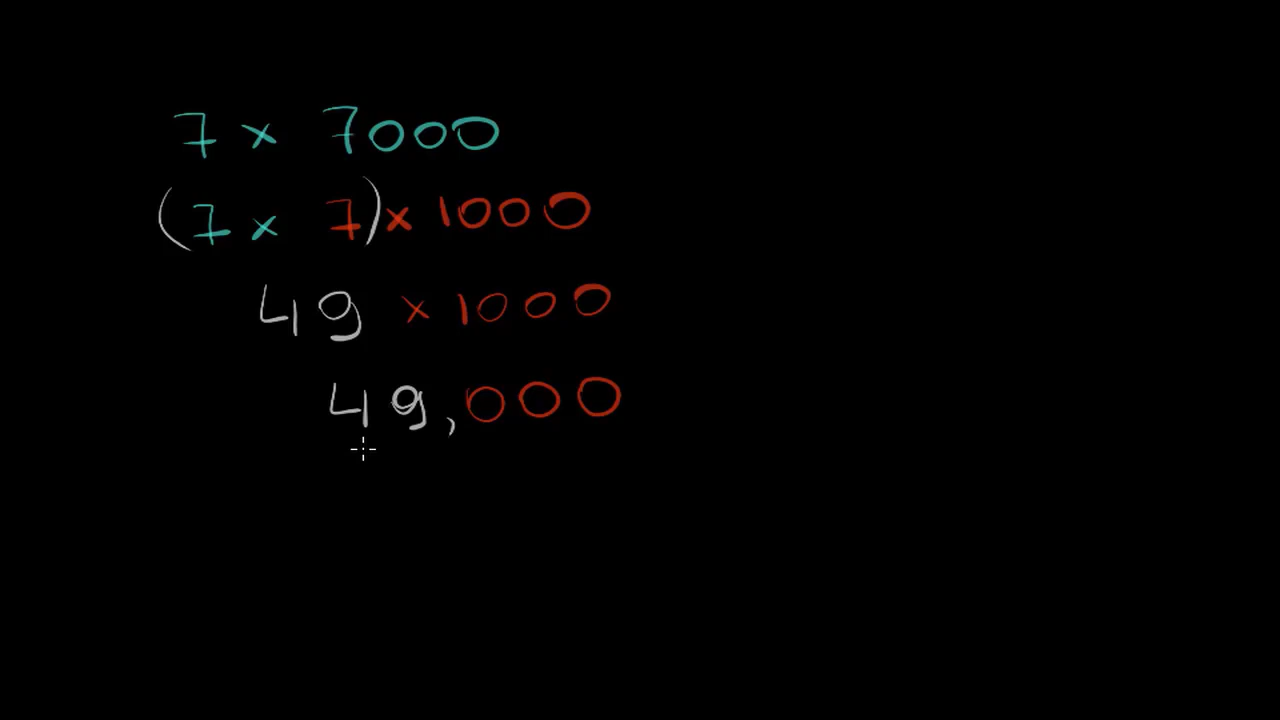 7 × 7000
(7 × 7) × 1000
49 × 1000
49,000